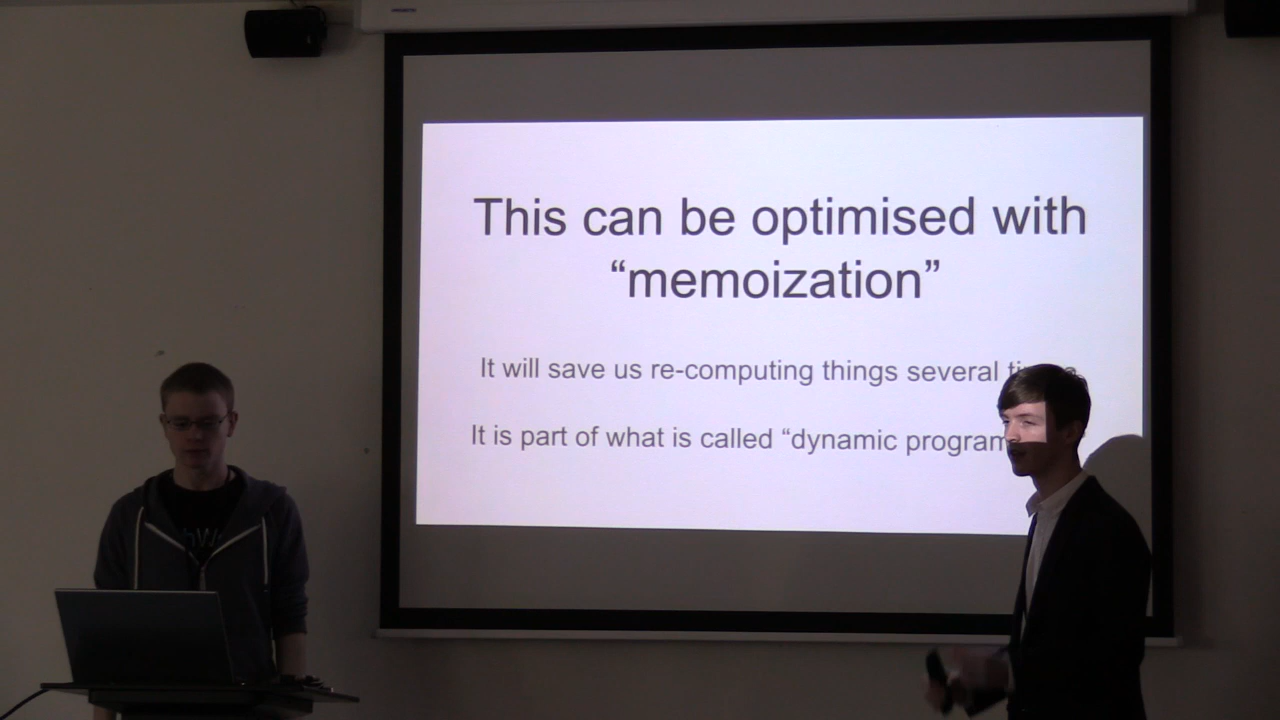 This can be optimised with
“memoization”
It will save us re-computing things several
It is part of what is called “dynamic